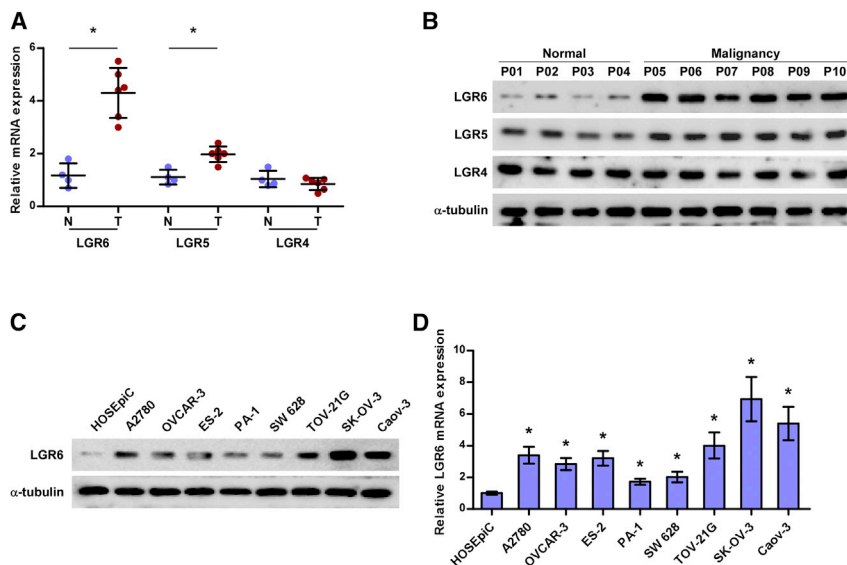 A
Relative mRNA expression
6
4
2
0
*
*
N T N T N T
LGR6 LGR5 LGR4
B
Normal Malignancy
P01 P02 P03 P04 P05 P06 P07 P08 P09 P10
LGR6
LGR5
LGR4
α-tubulin
C
HOSEpiC A2780 OVCAR-3 ES-2 PA-1 SW 628 TOV-21G SK-OV-3 Caov-3
LGR6
α-tubulin
D
Relative LGR6 mRNA expression
10
8
6
4
2
0
* * * * * * * *
HOSEpiC A2780 OVCAR-3 ES-2 PA-1 SW 628 TOV-21G SK-OV-3 Caov-3